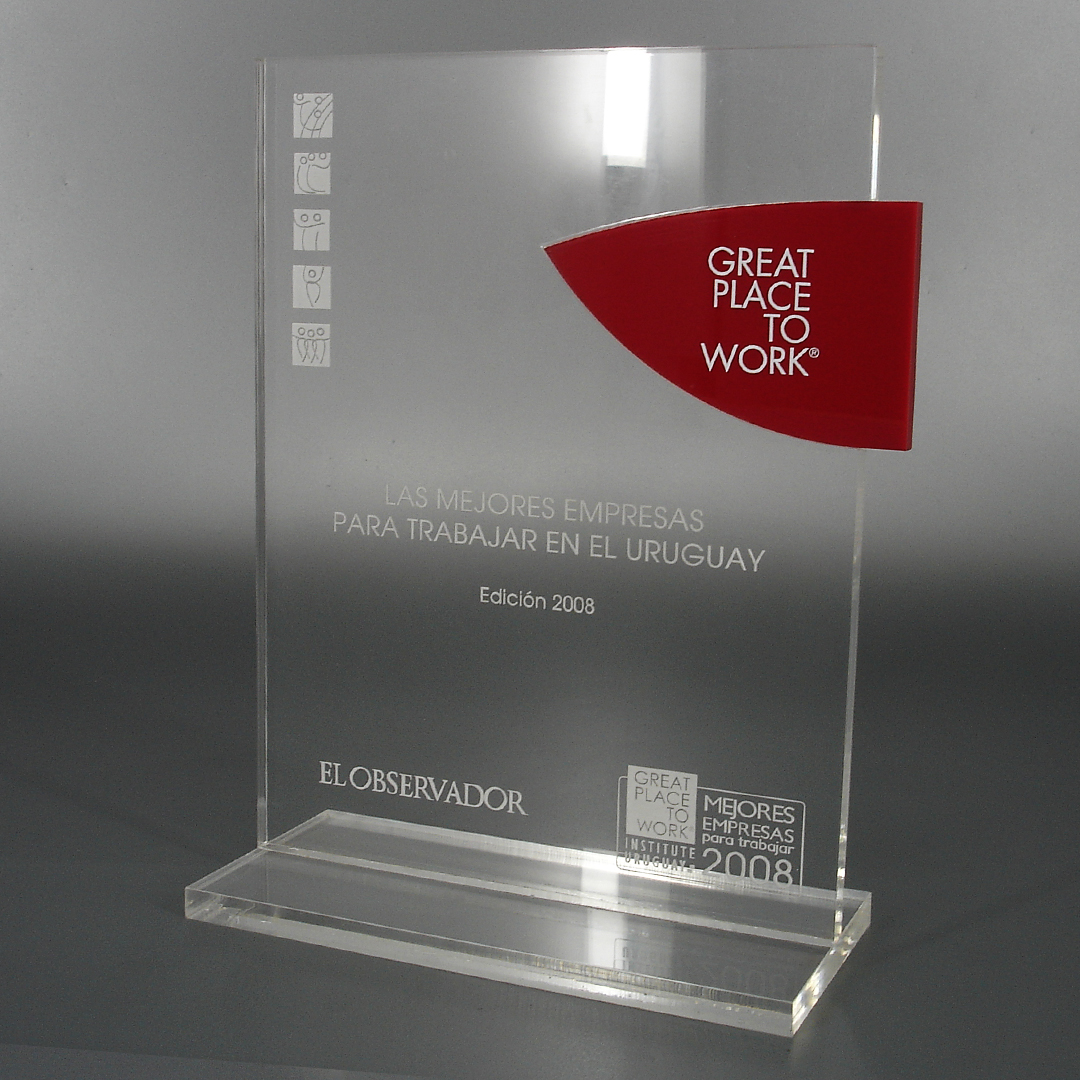 GREAT
PLACE
TO
WORK®
LAS MEJORES EMPRESAS
PARA TRABAJAR EN EL URUGUAY
Edición 2008
EL OBSERVADOR
GREAT
PLACE
TO
WORK®
INSTITUTE
URUGUAY
MEJORES
EMPRESAS
para trabajar
2008